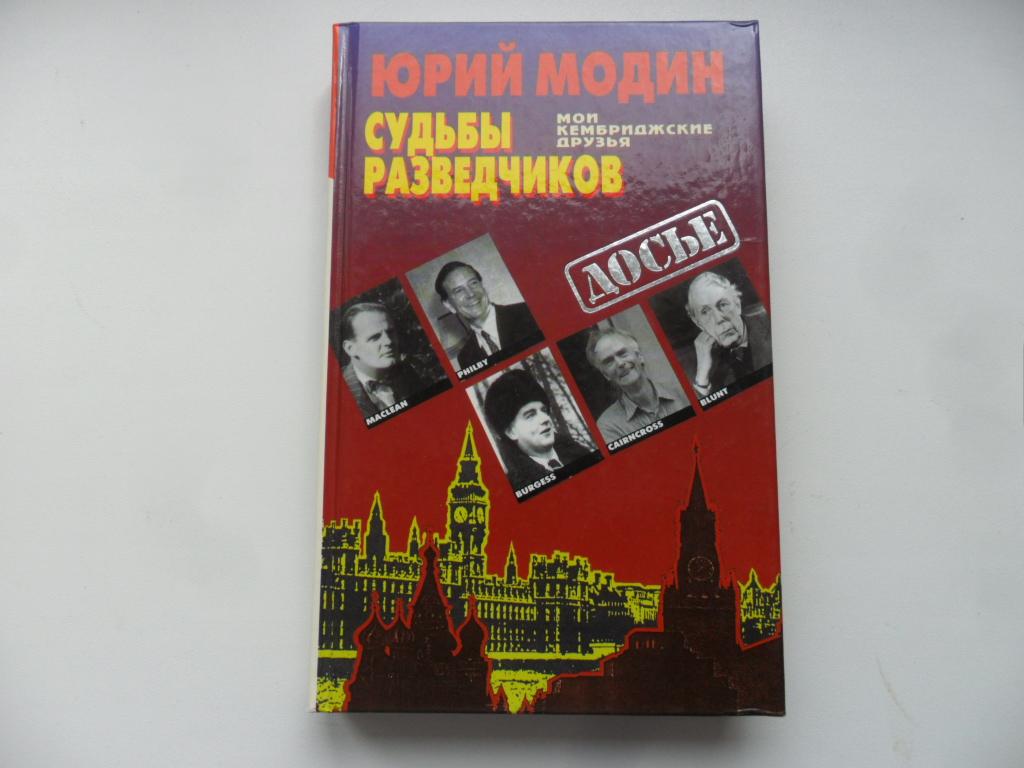 ЮРИЙ МОДИН
СУДЬБЫ
РАЗВЕДЧИКОВ
МОИ
КЕМБРИДЖСКИЕ
ДРУЗЬЯ
ДОСЬЕ
MACLEAN
PHILBY
BURGESS
CAIRNCROSS
BLUNT